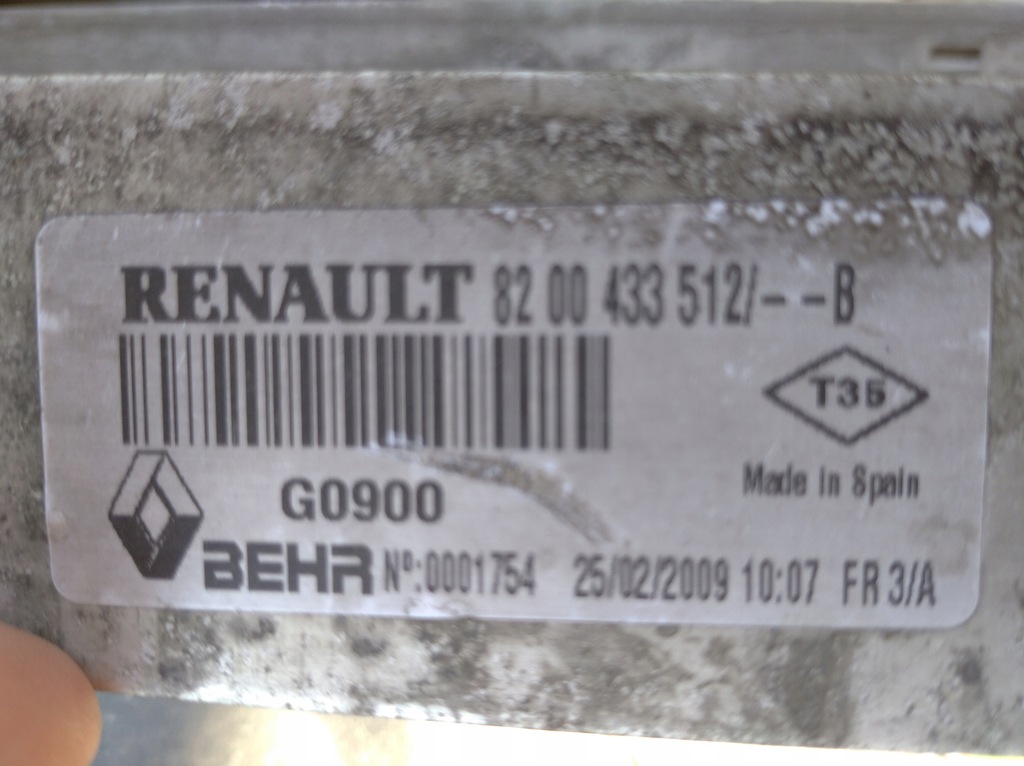 RENAULT 82 00 433 512/---B
T35
Made in Spain
G0900
BEHR Nº:0001754 25/02/2009 10:07 FR 3/A